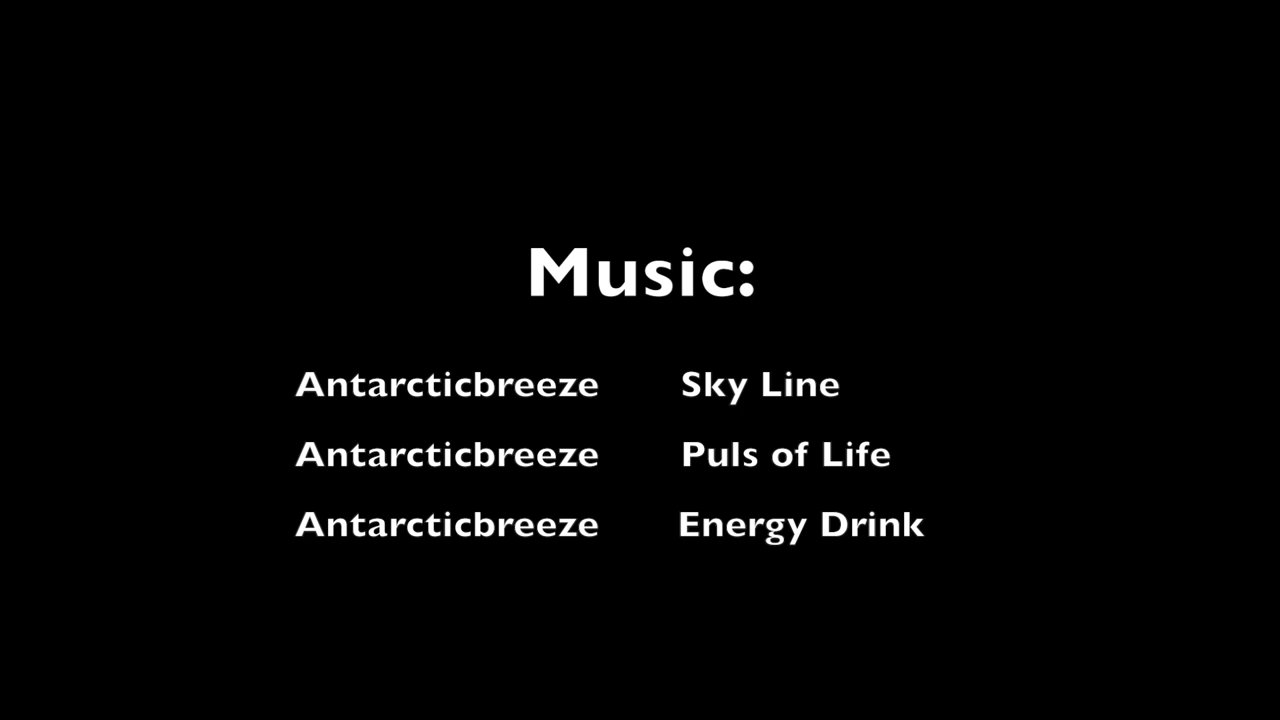 Music:
Antarcticbreeze Sky Line
Antarcticbreeze Puls of Life
Antarcticbreeze Energy Drink